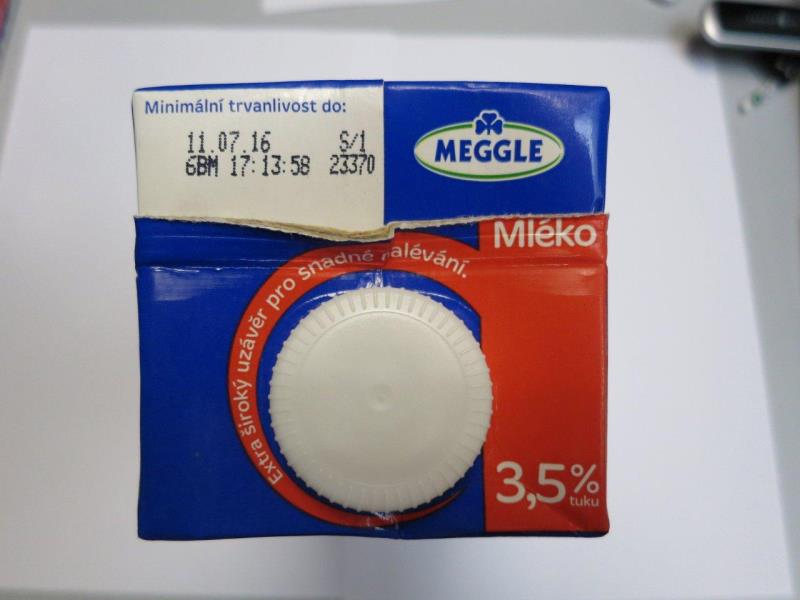 Minimální trvanlivost do:
11.07.16 S/1
6BM 17:13:58 23370
MEGGLE
Mléko
Extra široký uzávěr pro snadné nalévání.
3,5%
tuku